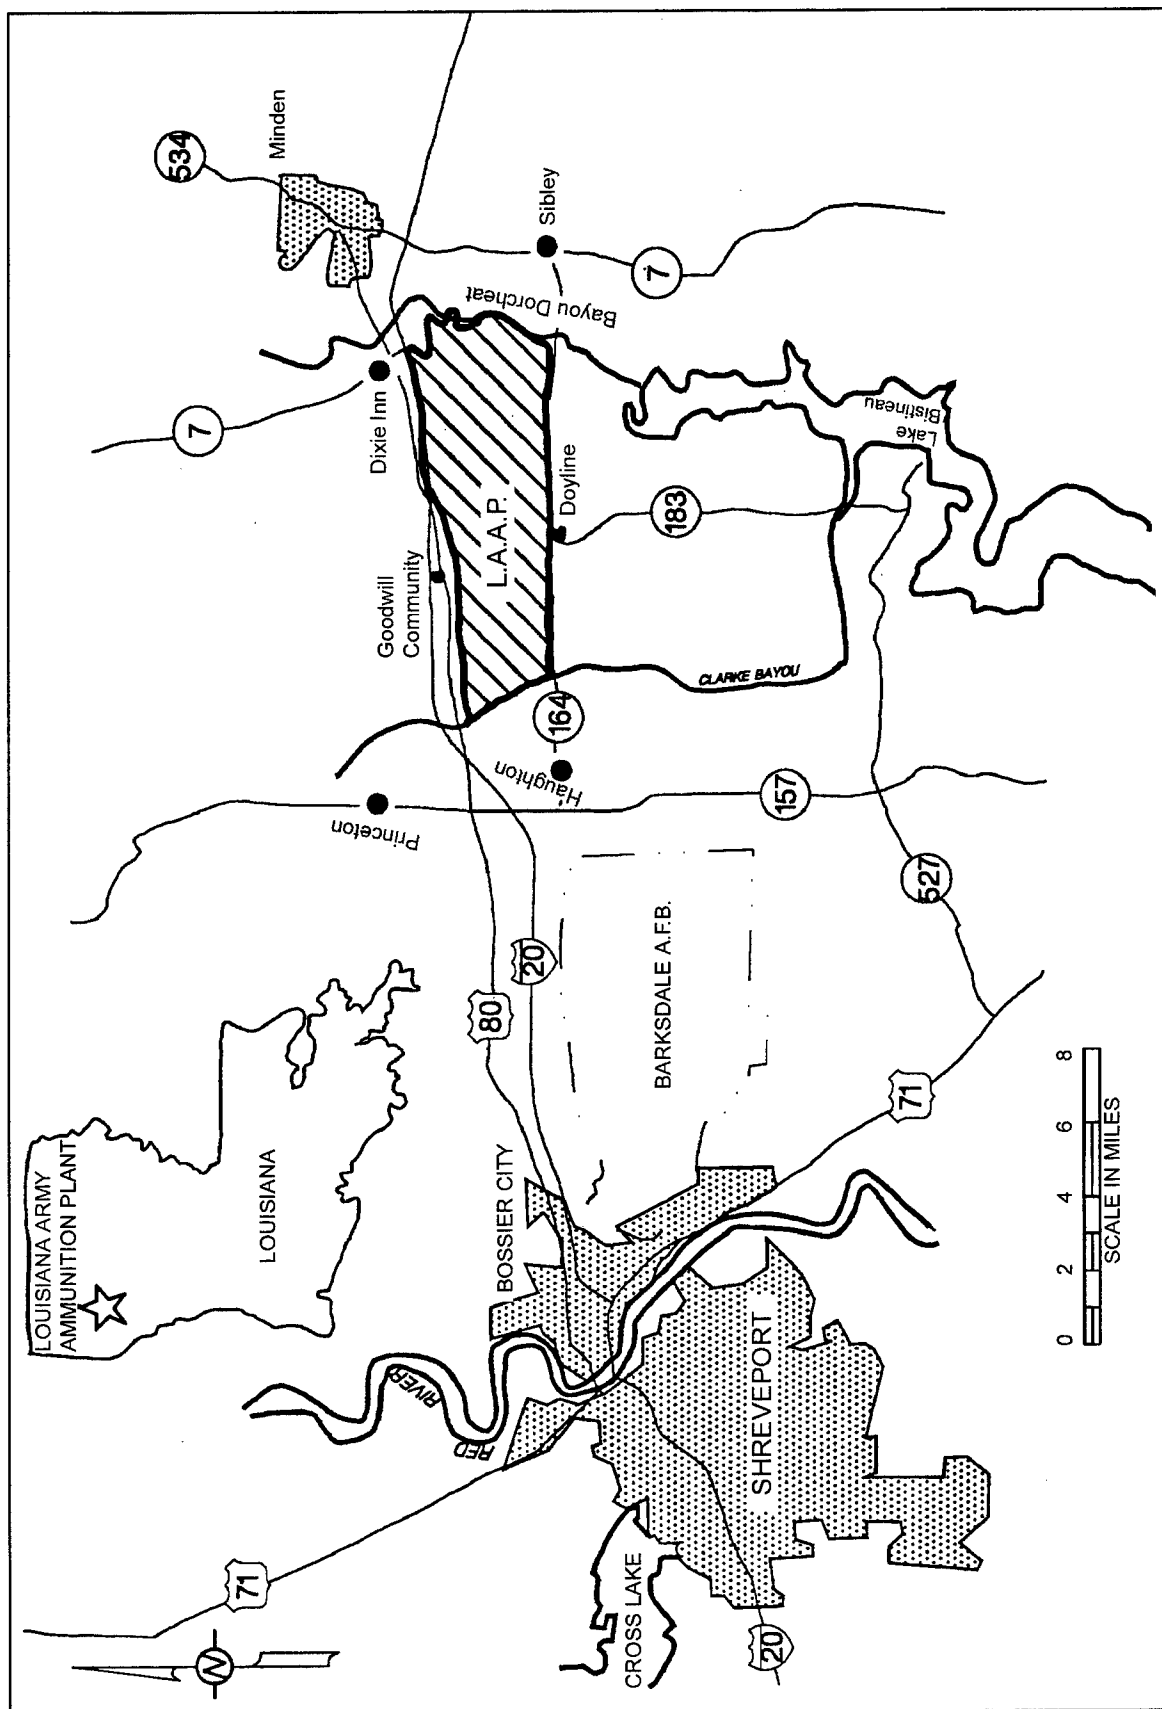 LOUISIANA ARMY
AMMUNITION PLANT
LOUISIANA
N
71
RED
RIVER
BOSSIER CITY
SHREVEPORT
CROSS LAKE
20
80
20
BARKSDALE A.F.B.
71
527
157
Princeton
Haughton
164
CLARKE BAYOU
Goodwill
Community
L.A.A.P.
Doyline
183
Dixie Inn
7
Minden
534
Sibley
7
Bayou Dorcheat
Lake
Bistineau
0 2 4 6 8
SCALE IN MILES